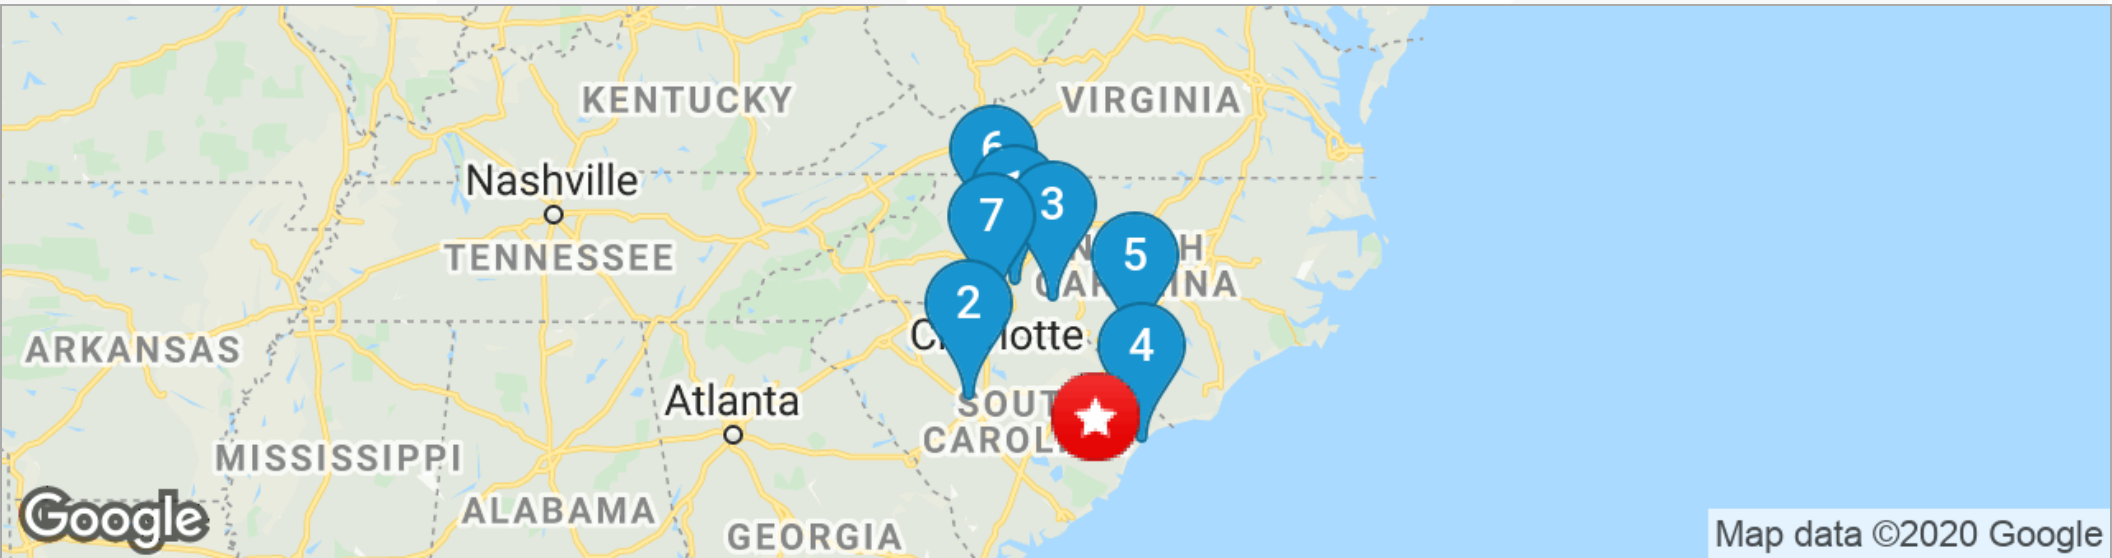 KENTUCKY
VIRGINIA
6
Nashville
3
7
TENNESSEE
5
2
4
ARKANSAS
Atlanta
MISSISSIPPI
ALABAMA
GEORGIA
Google
Map data ©2020 Google